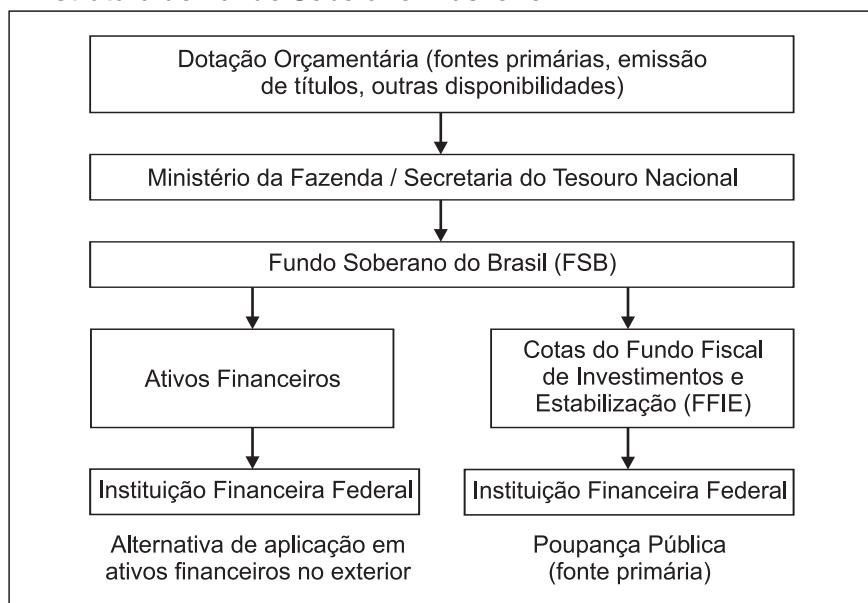 Dotação Orçamentária (fontes primárias, emissão
de títulos, outras disponibilidades)
Ministério da Fazenda / Secretaria do Tesouro Nacional
Fundo Soberano do Brasil (FSB)
Ativos Financeiros
Cotas do Fundo Fiscal
de Investimentos e
Estabilização (FFIE)
Instituição Financeira Federal
Instituição Financeira Federal
Alternativa de aplicação em
ativos financeiros no exterior
Poupança Pública
(fonte primária)